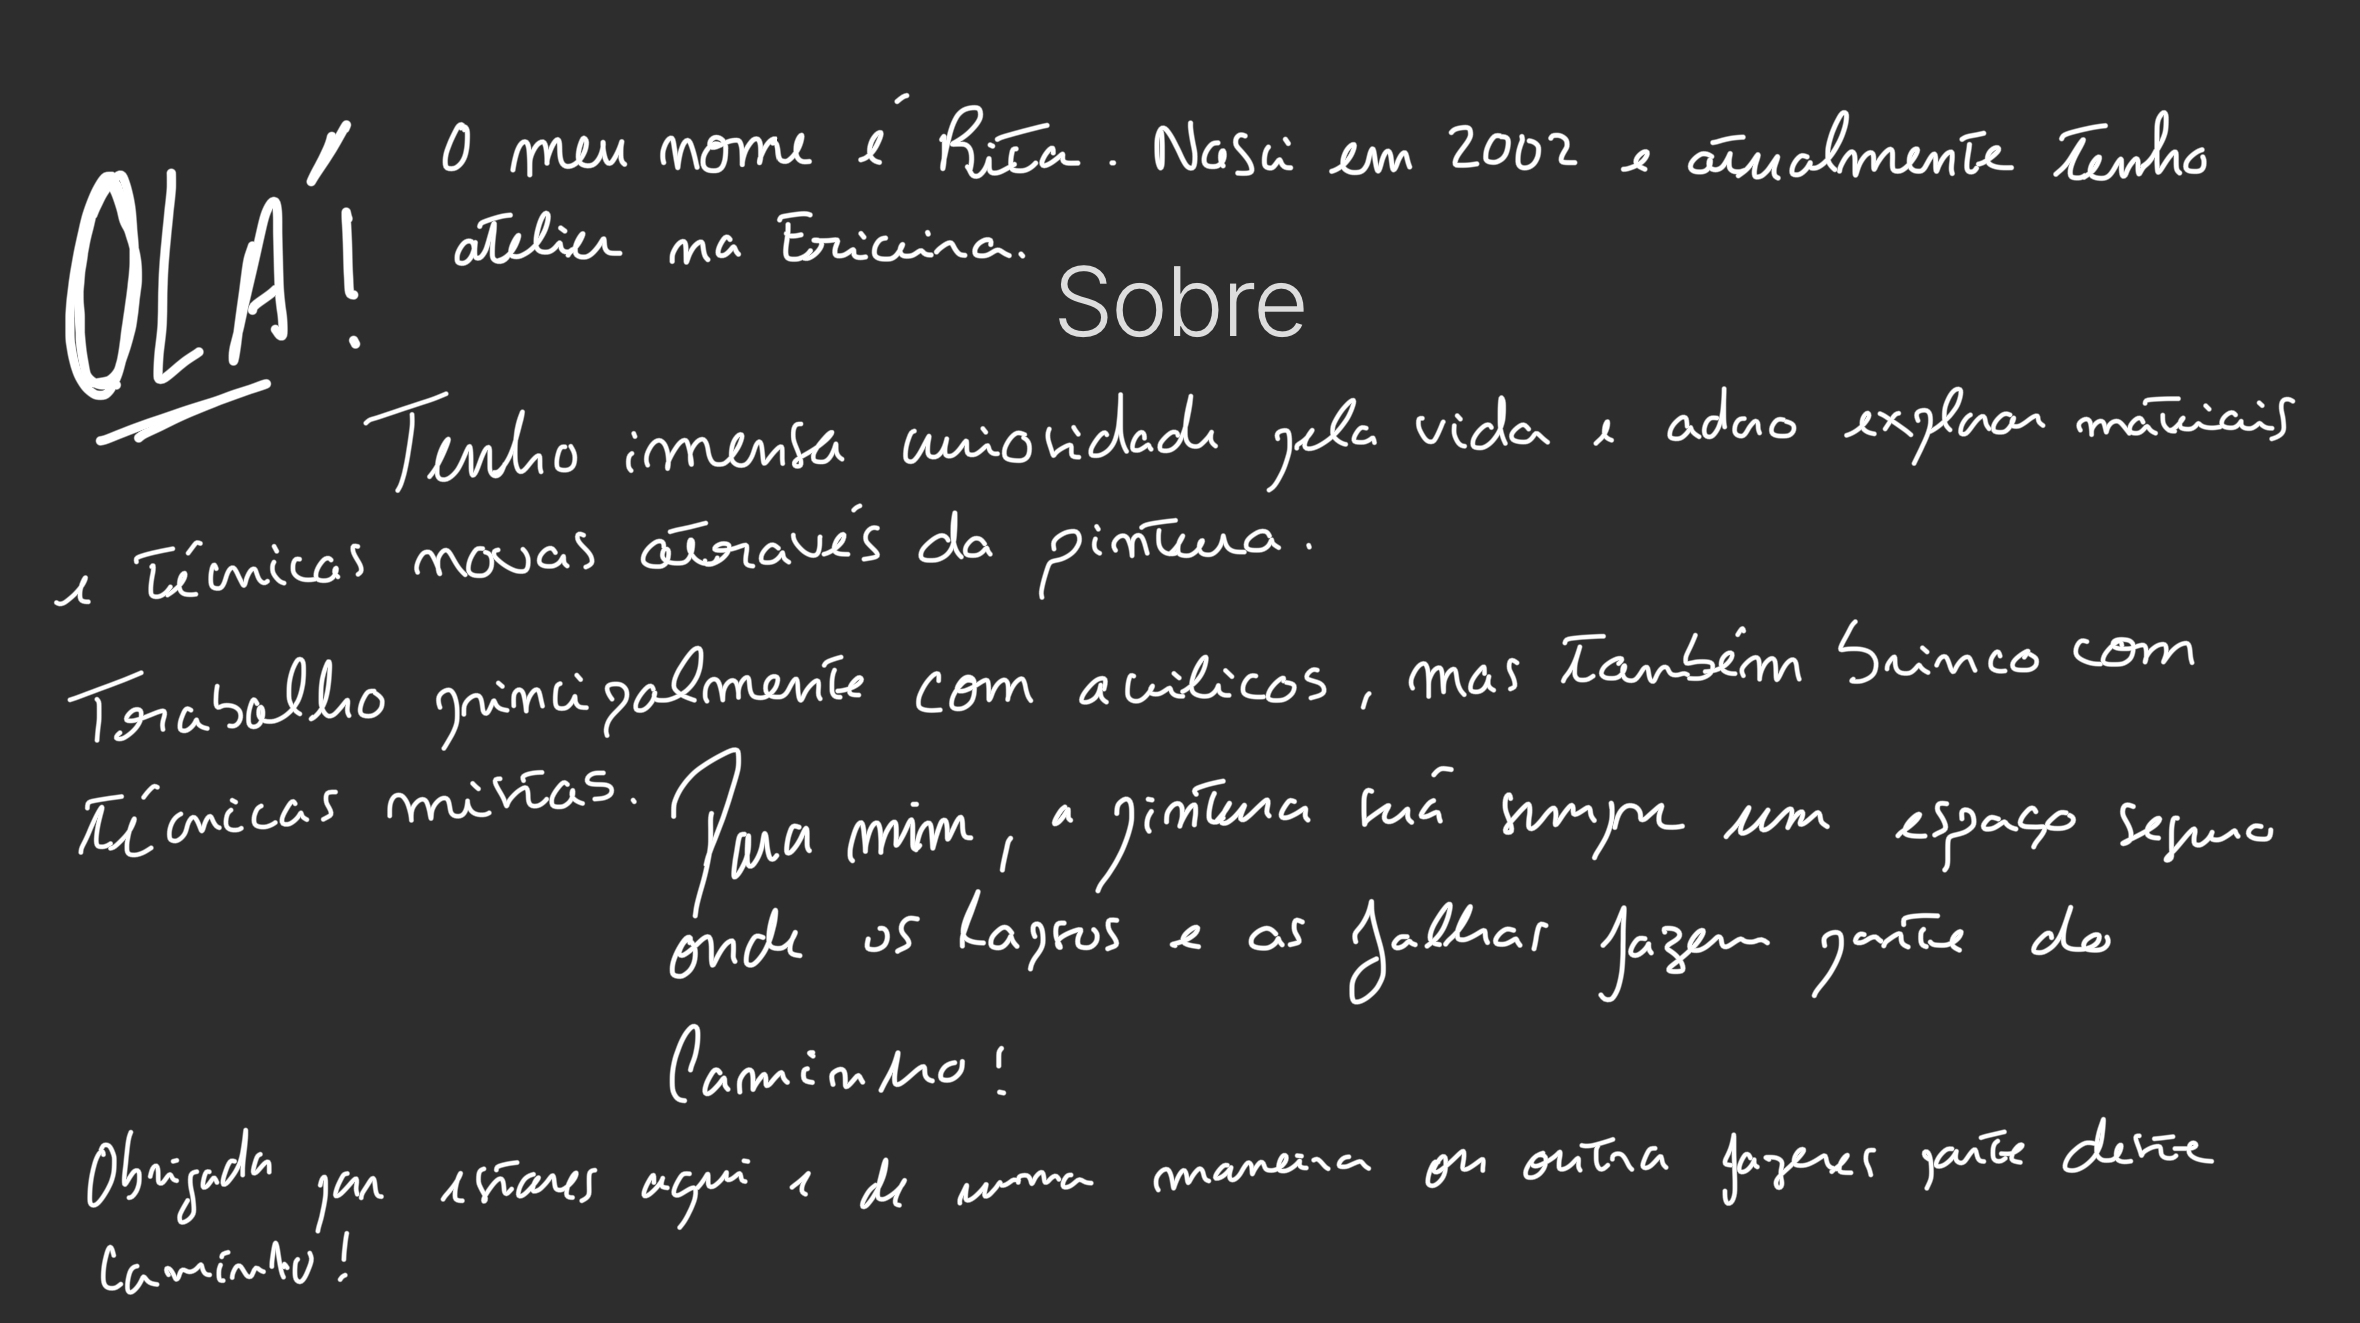 OLÁ!
O meu nome é Rita. Nasci em 2002 e atualmente tenho
atelier na Ericeira.
Sobre
Tenho imensa curiosidade pela vida e adoro explorar materiais
e técnicas novas através da pintura.
Trabalho principalmente com acrílicos, mas também brinco com
técnicas mistas. Para mim, a pintura será sempre um espaço seguro
onde os lapsos e as falhas fazem parte do
Caminho!
Obrigada por estares aqui e de uma maneira ou outra fazeres parte deste
Caminho!